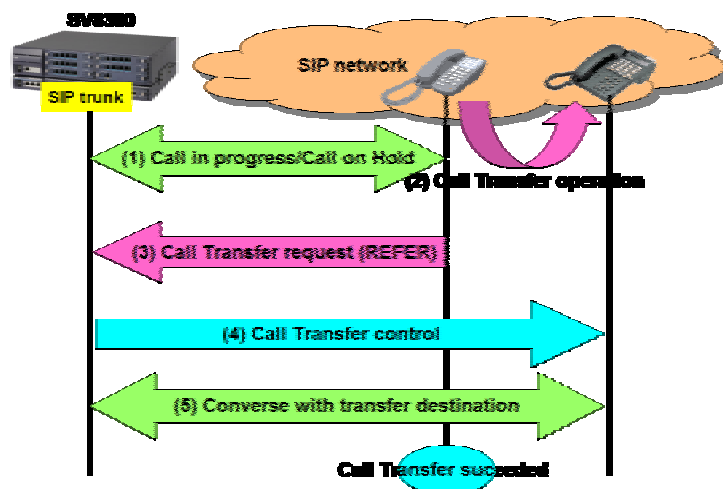 SV8300
SIP trunk
SIP network
(1) Call in progress/Call on Hold
(2) Call Transfer operation
(3) Call Transfer request (REFER)
(4) Call Transfer control
(5) Converse with transfer destination
Call Transfer succeeded